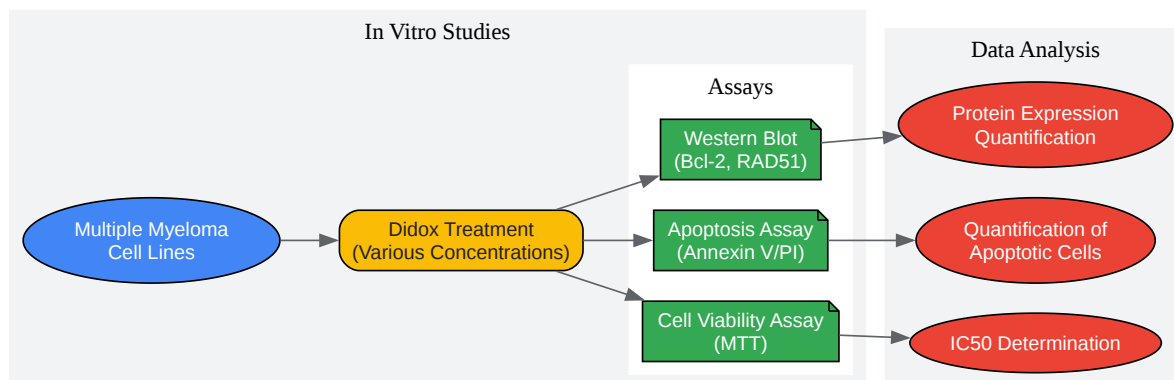 In Vitro Studies
Data Analysis
Assays
Multiple Myeloma
Cell Lines
Didox Treatment
(Various Concentrations)
Western Blot
(Bcl-2, RAD51)
Apoptosis Assay
(Annexin V/PI)
Cell Viability Assay
(MTT)
Protein Expression
Quantification
Quantification of
Apoptotic Cells
IC50 Determination